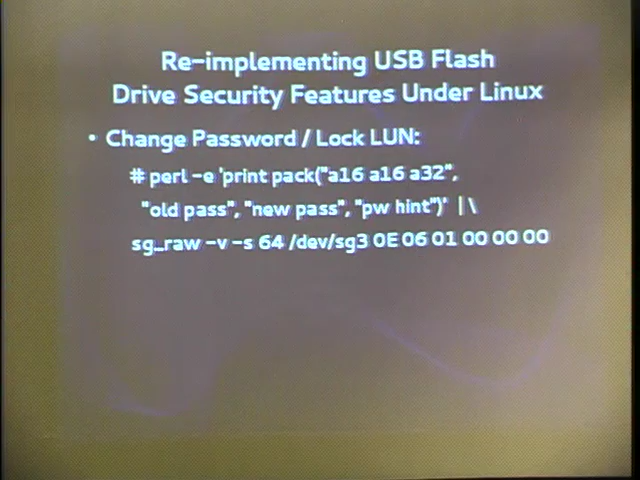 Re-implementing USB Flash
Drive Security Features Under Linux
• Change Password / Lock LUN:
# perl -e 'print pack("a16 a16 a32",
"old pass", "new pass", "pw hint")' | \
sg_raw -v -s 64 /dev/sg3 0E 06 01 00 00 00